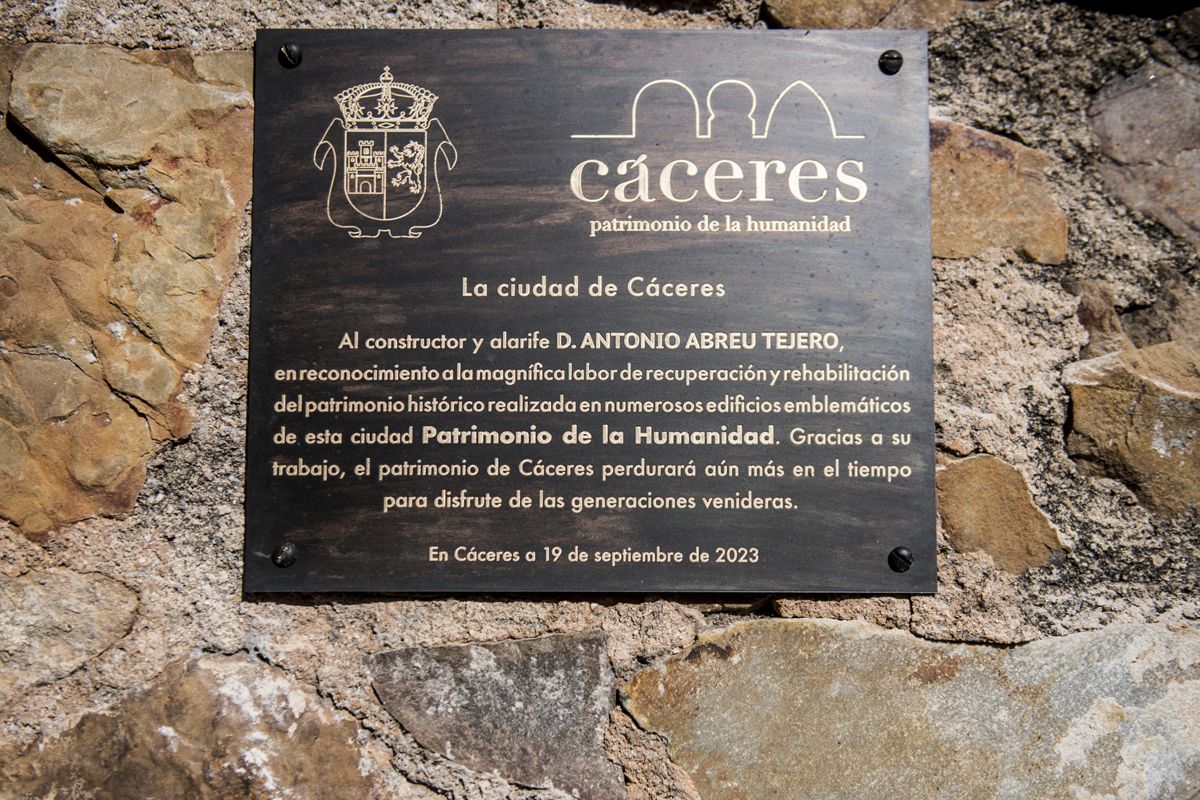 cáceres
patrimonio de la humanidad
La ciudad de Cáceres
Al constructor y alarife D. ANTONIO ABREU TEJERO,
en reconocimiento a la magnífica labor de recuperación y rehabilitación
del patrimonio histórico realizada en numerosos edificios emblemáticos
de esta ciudad Patrimonio de la Humanidad. Gracias a su
trabajo, el patrimonio de Cáceres perdurará aún más en el tiempo
para disfrute de las generaciones venideras.
En Cáceres a 19 de septiembre de 2023